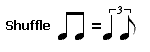 Shuffle = 3